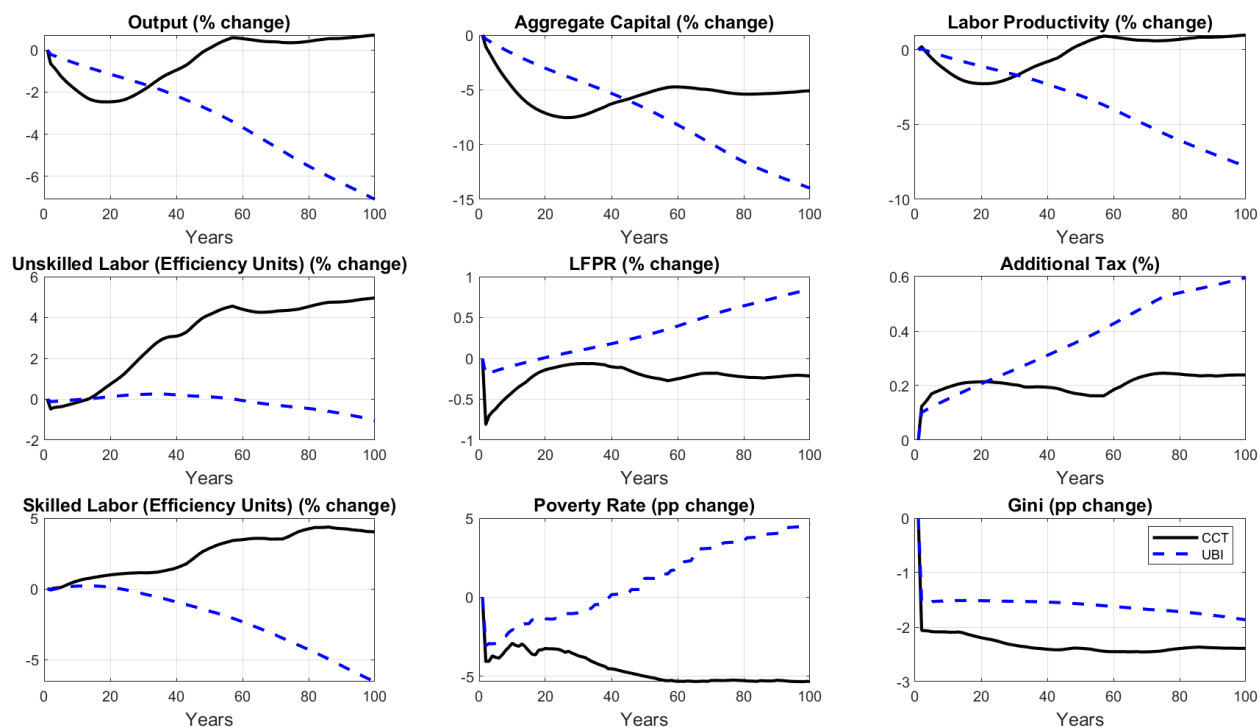 Output (% change)
0
-2
-4
-6
0 20 40 60 80 100
Years
Aggregate Capital (% change)
0
-5
-10
-15
0 20 40 60 80 100
Years
Labor Productivity (% change)
0
-5
-10
0 20 40 60 80 100
Years
Unskilled Labor (Efficiency Units) (% change)
6
4
2
0
-2
0 20 40 60 80 100
Years
LFPR (% change)
1
0.5
0
-0.5
-1
0 20 40 60 80 100
Years
Additional Tax (%)
0.6
0.4
0.2
0
0 20 40 60 80 100
Years
Skilled Labor (Efficiency Units) (% change)
5
0
-5
0 20 40 60 80 100
Years
Poverty Rate (pp change)
5
0
-5
0 20 40 60 80 100
Years
Gini (pp change)
0
-1
-2
-3
CCT
UBI
0 20 40 60 80 100
Years